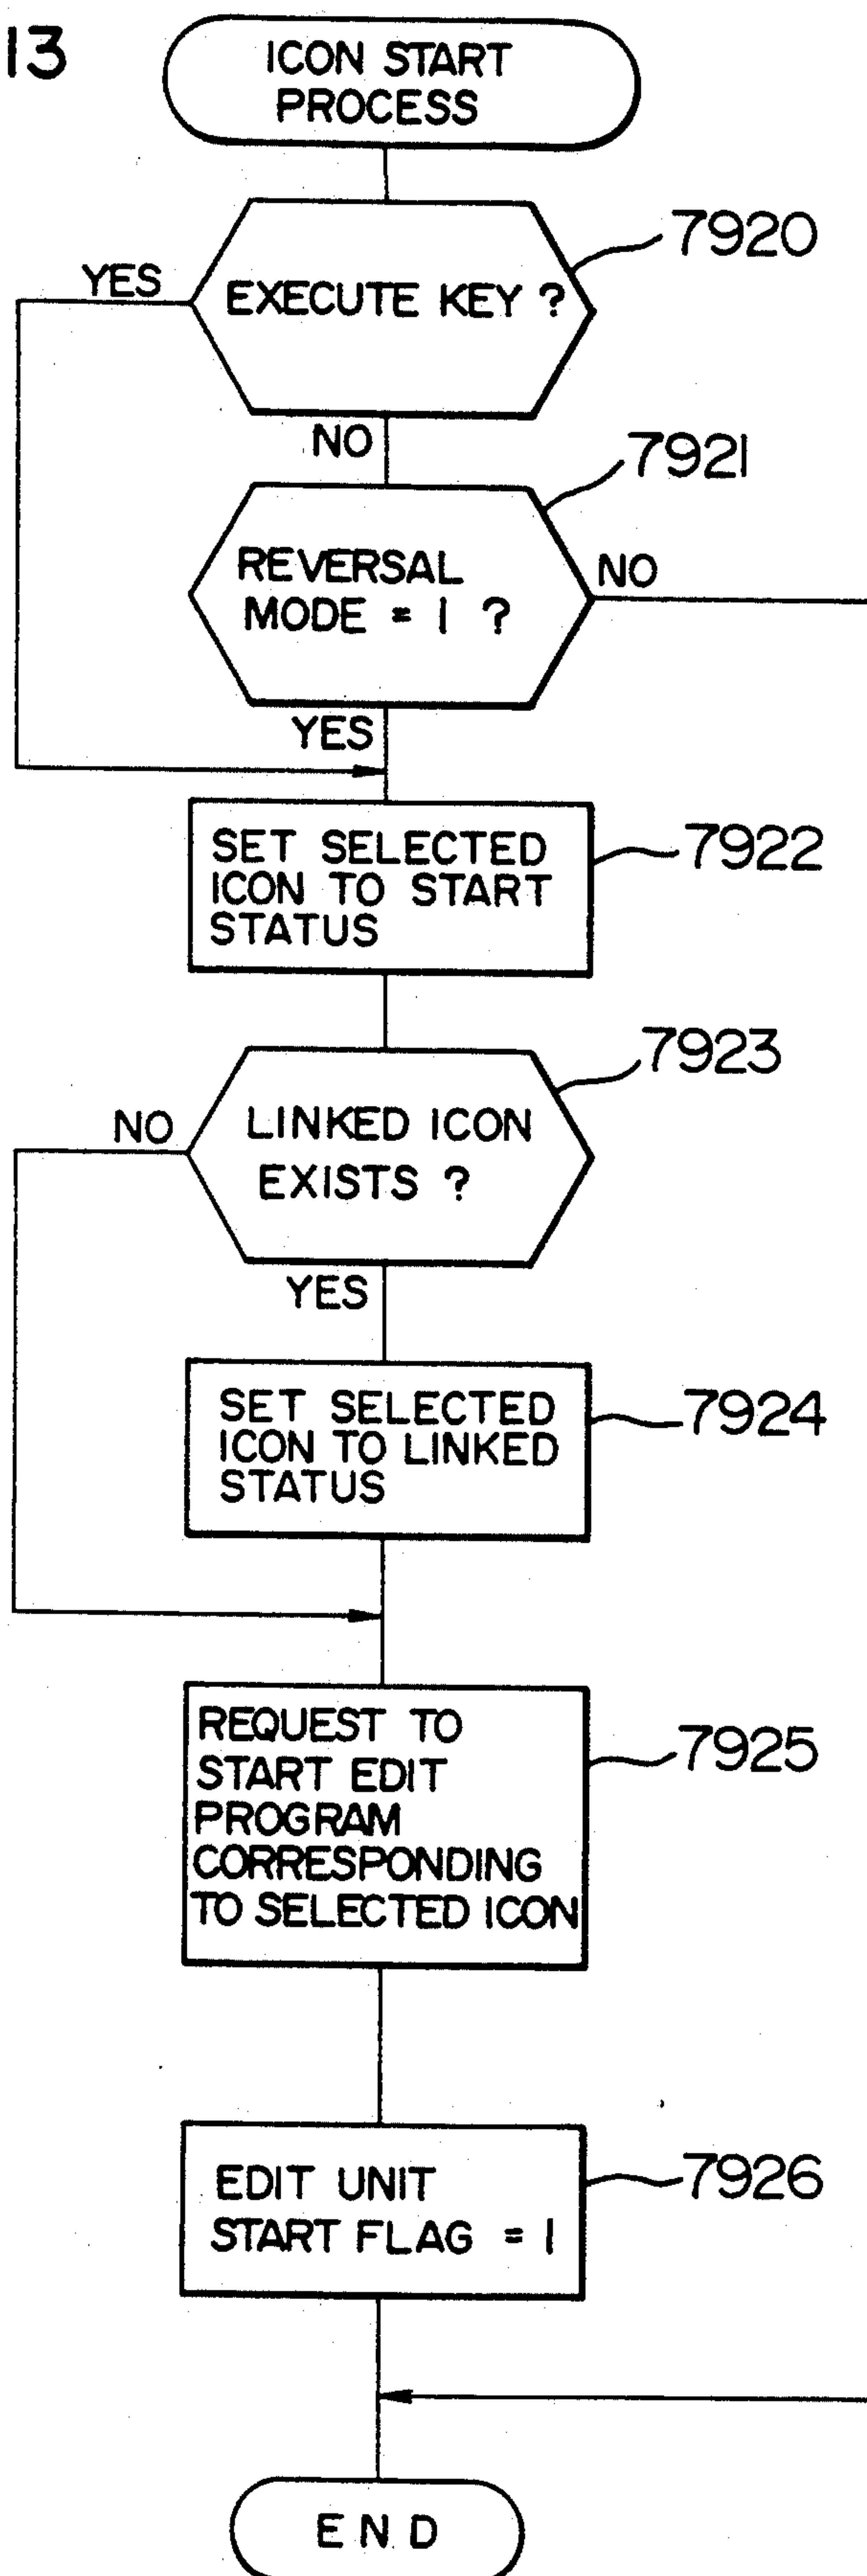 13
ICON START
PROCESS
7920
YES
EXECUTE KEY ?
NO
7921
REVERSAL
MODE = 1 ?
NO
YES
SET SELECTED
ICON TO START
STATUS
7922
7923
NO
LINKED ICON
EXISTS ?
YES
SET SELECTED
ICON TO LINKED
STATUS
7924
REQUEST TO
START EDIT
PROGRAM
CORRESPONDING
TO SELECTED ICON
7925
EDIT UNIT
START FLAG = 1
7926
END